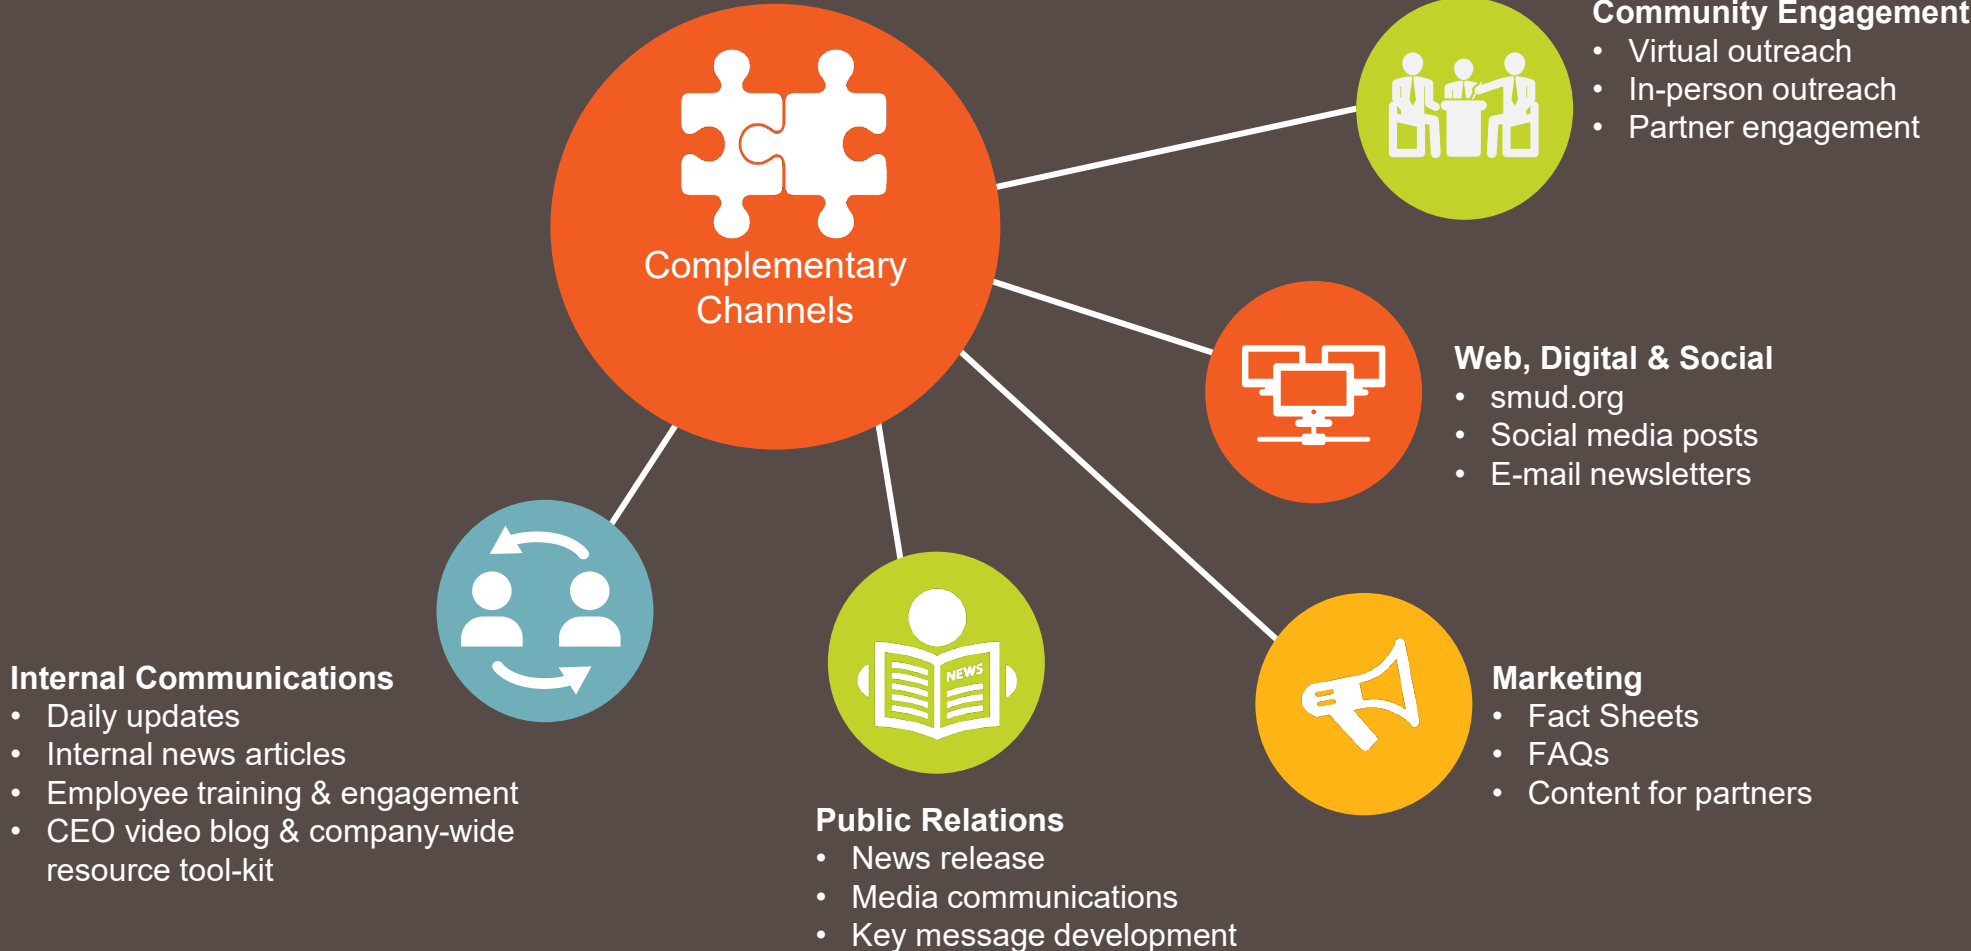 Complementary
Channels
Community Engagement
• Virtual outreach
• In-person outreach
• Partner engagement
Web, Digital & Social
• smud.org
• Social media posts
• E-mail newsletters
Marketing
• Fact Sheets
• FAQs
• Content for partners
NEWS
Public Relations
• News release
• Media communications
• Key message development
Internal Communications
• Daily updates
• Internal news articles
• Employee training & engagement
• CEO video blog & company-wide
resource tool-kit